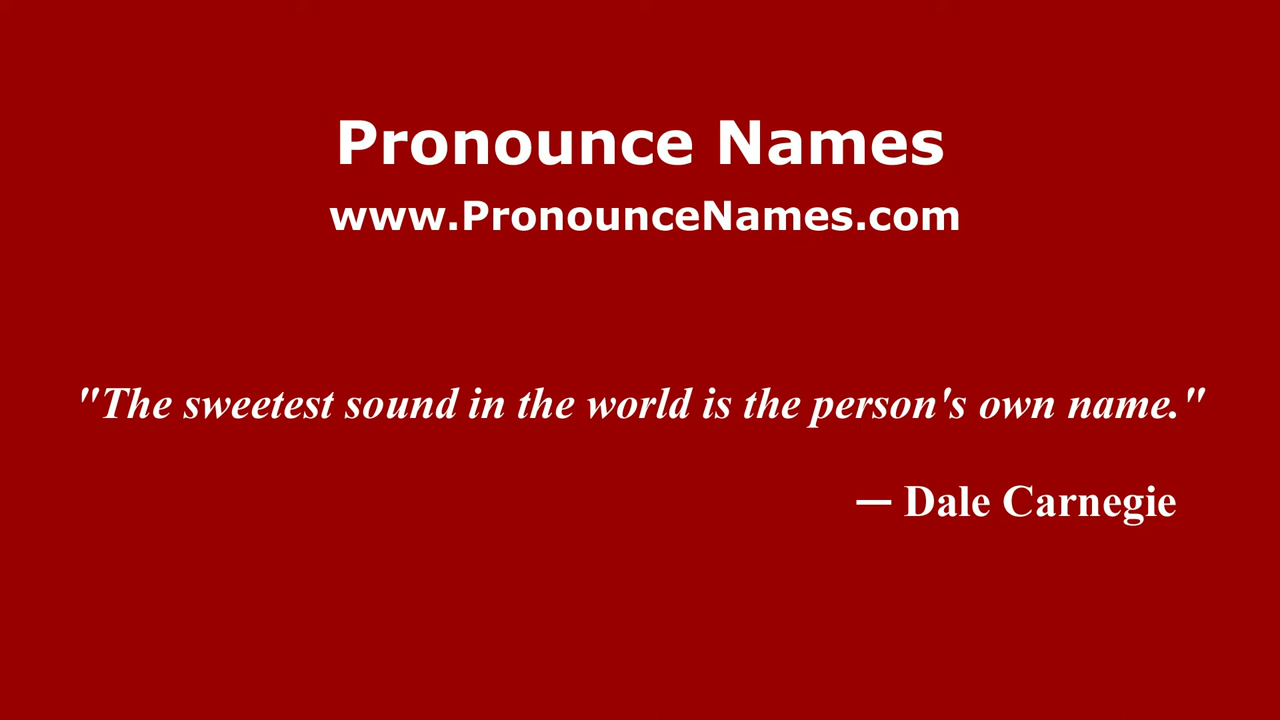 Pronounce Names
www.PronounceNames.com
"The sweetest sound in the world is the person's own name."
— Dale Carnegie